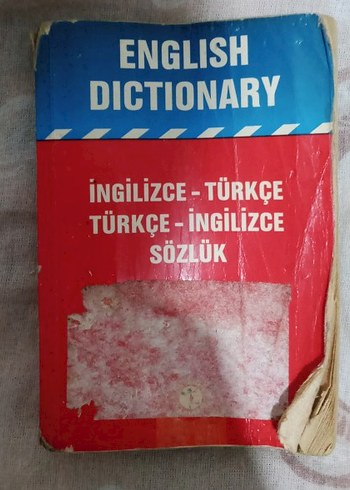 ENGLISH
DICTIONARY
İNGİLİZCE - TÜRKÇE
TÜRKÇE - İNGİLİZCE
SÖZLÜK